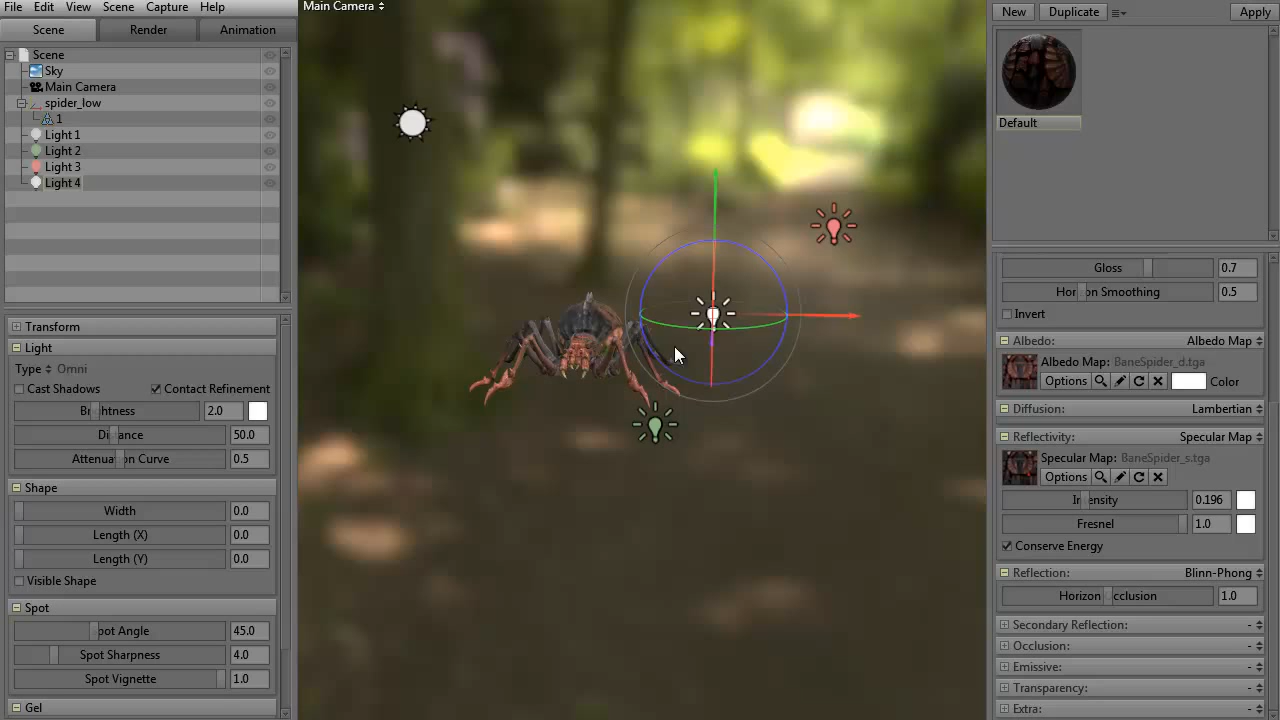 File Edit View Scene Capture Help
Scene Render Animation
Scene
Sky
Main Camera
spider_low
1
Light 1
Light 2
Light 3
Light 4
Transform
Light
Type Omni
Cast Shadows Contact Refinement
Brightness 2.0
Distance 50.0
Attenuation Curve 0.5
Shape
Width 0.0
Length (X) 0.0
Length (Y) 0.0
Visible Shape
Spot
Spot Angle 45.0
Spot Sharpness 4.0
Spot Vignette 1.0
Gel
Main Camera
New Duplicate Apply
Default
Gloss 0.7
Horizon Smoothing 0.5
Invert
Albedo: Albedo Map
Albedo Map: BaneSpider_d.tga
Options Color
Diffusion: Lambertian
Reflectivity: Specular Map
Specular Map: BaneSpider_s.tga
Options
Intensity 0.196
Fresnel 1.0
Conserve Energy
Reflection: Blinn-Phong
Horizon Occlusion 1.0
Secondary Reflection: -
Occlusion: -
Emissive: -
Transparency: -
Extra: -